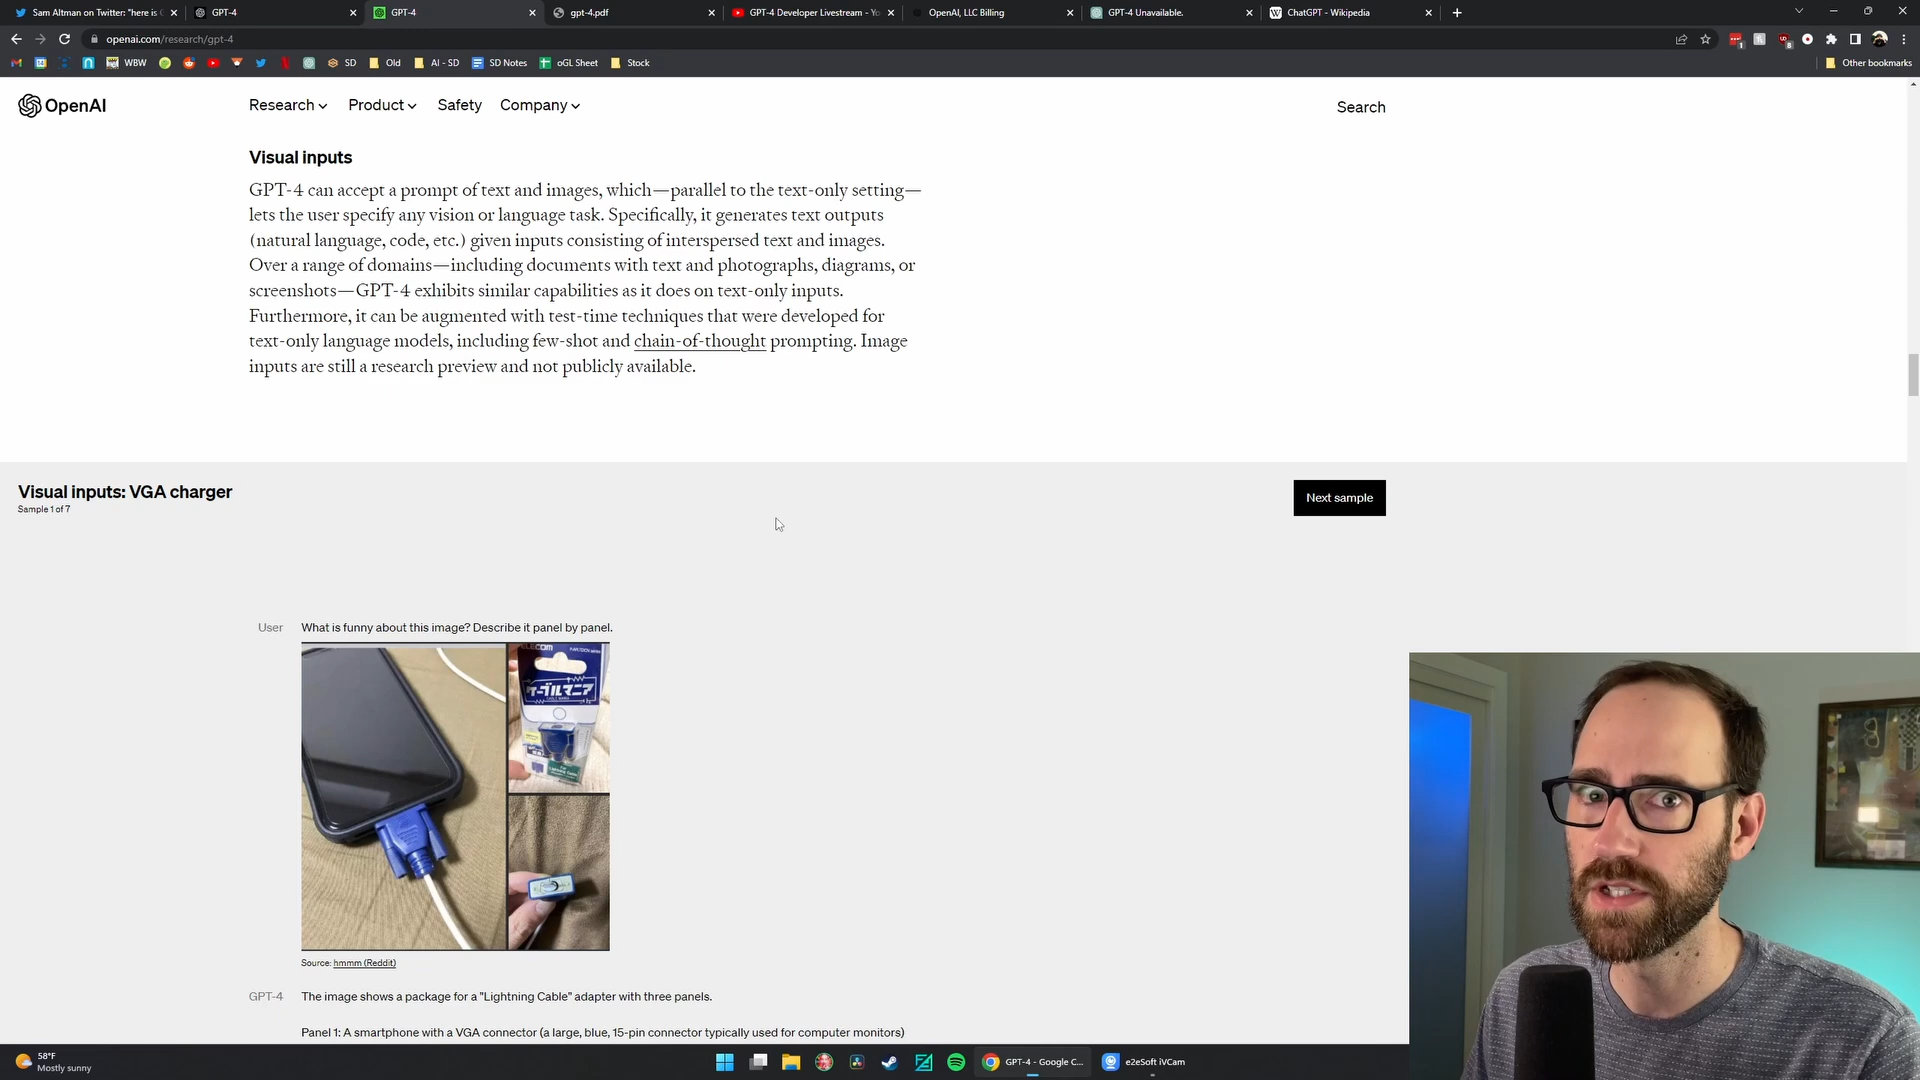 Sam Altman on Twitter: "here is G
GPT-4
GPT-4
gpt-4.pdf
GPT-4 Developer Livestream - Yo
OpenAI, LLC Billing
GPT-4 Unavailable.
ChatGPT - Wikipedia
openai.com/research/gpt-4
WBW
SD
Old
AI - SD
SD Notes
oGL Sheet
Stock
Other bookmarks
OpenAI
Research
Product
Safety
Company
Search
Visual inputs
GPT-4 can accept a prompt of text and images, which—parallel to the text-only setting—
lets the user specify any vision or language task. Specifically, it generates text outputs
(natural language, code, etc.) given inputs consisting of interspersed text and images.
Over a range of domains—including documents with text and photographs, diagrams, or
screenshots—GPT-4 exhibits similar capabilities as it does on text-only inputs.
Furthermore, it can be augmented with test-time techniques that were developed for
text-only language models, including few-shot and chain-of-thought prompting. Image
inputs are still a research preview and not publicly available.
Visual inputs: VGA charger
Sample 1 of 7
Next sample
User
What is funny about this image? Describe it panel by panel.
ELECOM
ケーブルマニア
Lightning Cable
Source: hmmm (Reddit)
GPT-4
The image shows a package for a "Lightning Cable" adapter with three panels.
Panel 1: A smartphone with a VGA connector (a large, blue, 15-pin connector typically used for computer monitors)
58°F
Mostly sunny
GPT-4 - Google C...
e2eSoft iVCam